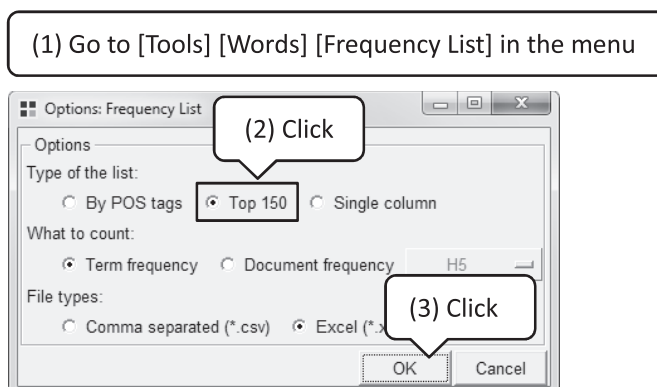 (1) Go to [Tools] [Words] [Frequency List] in the menu
Options: Frequency List
(2) Click
Options
Type of the list:
By POS tags Top 150 Single column
What to count:
Term frequency Document frequency H5
File types:
(3) Click
Comma separated (*.csv) Excel (*.x
OK Cancel